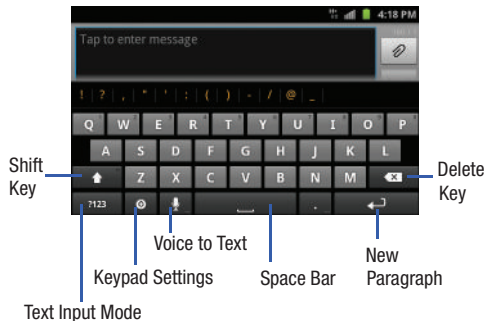 4:18 PM
Tap to enter message
! ? , " ' : ( ) - / @ _
Q W E R T Y U I O P
A S D F G H J K L
Z X C V B N M
?123 .
Shift Key
Delete Key
Voice to Text
New Paragraph
Keypad Settings
Space Bar
Text Input Mode